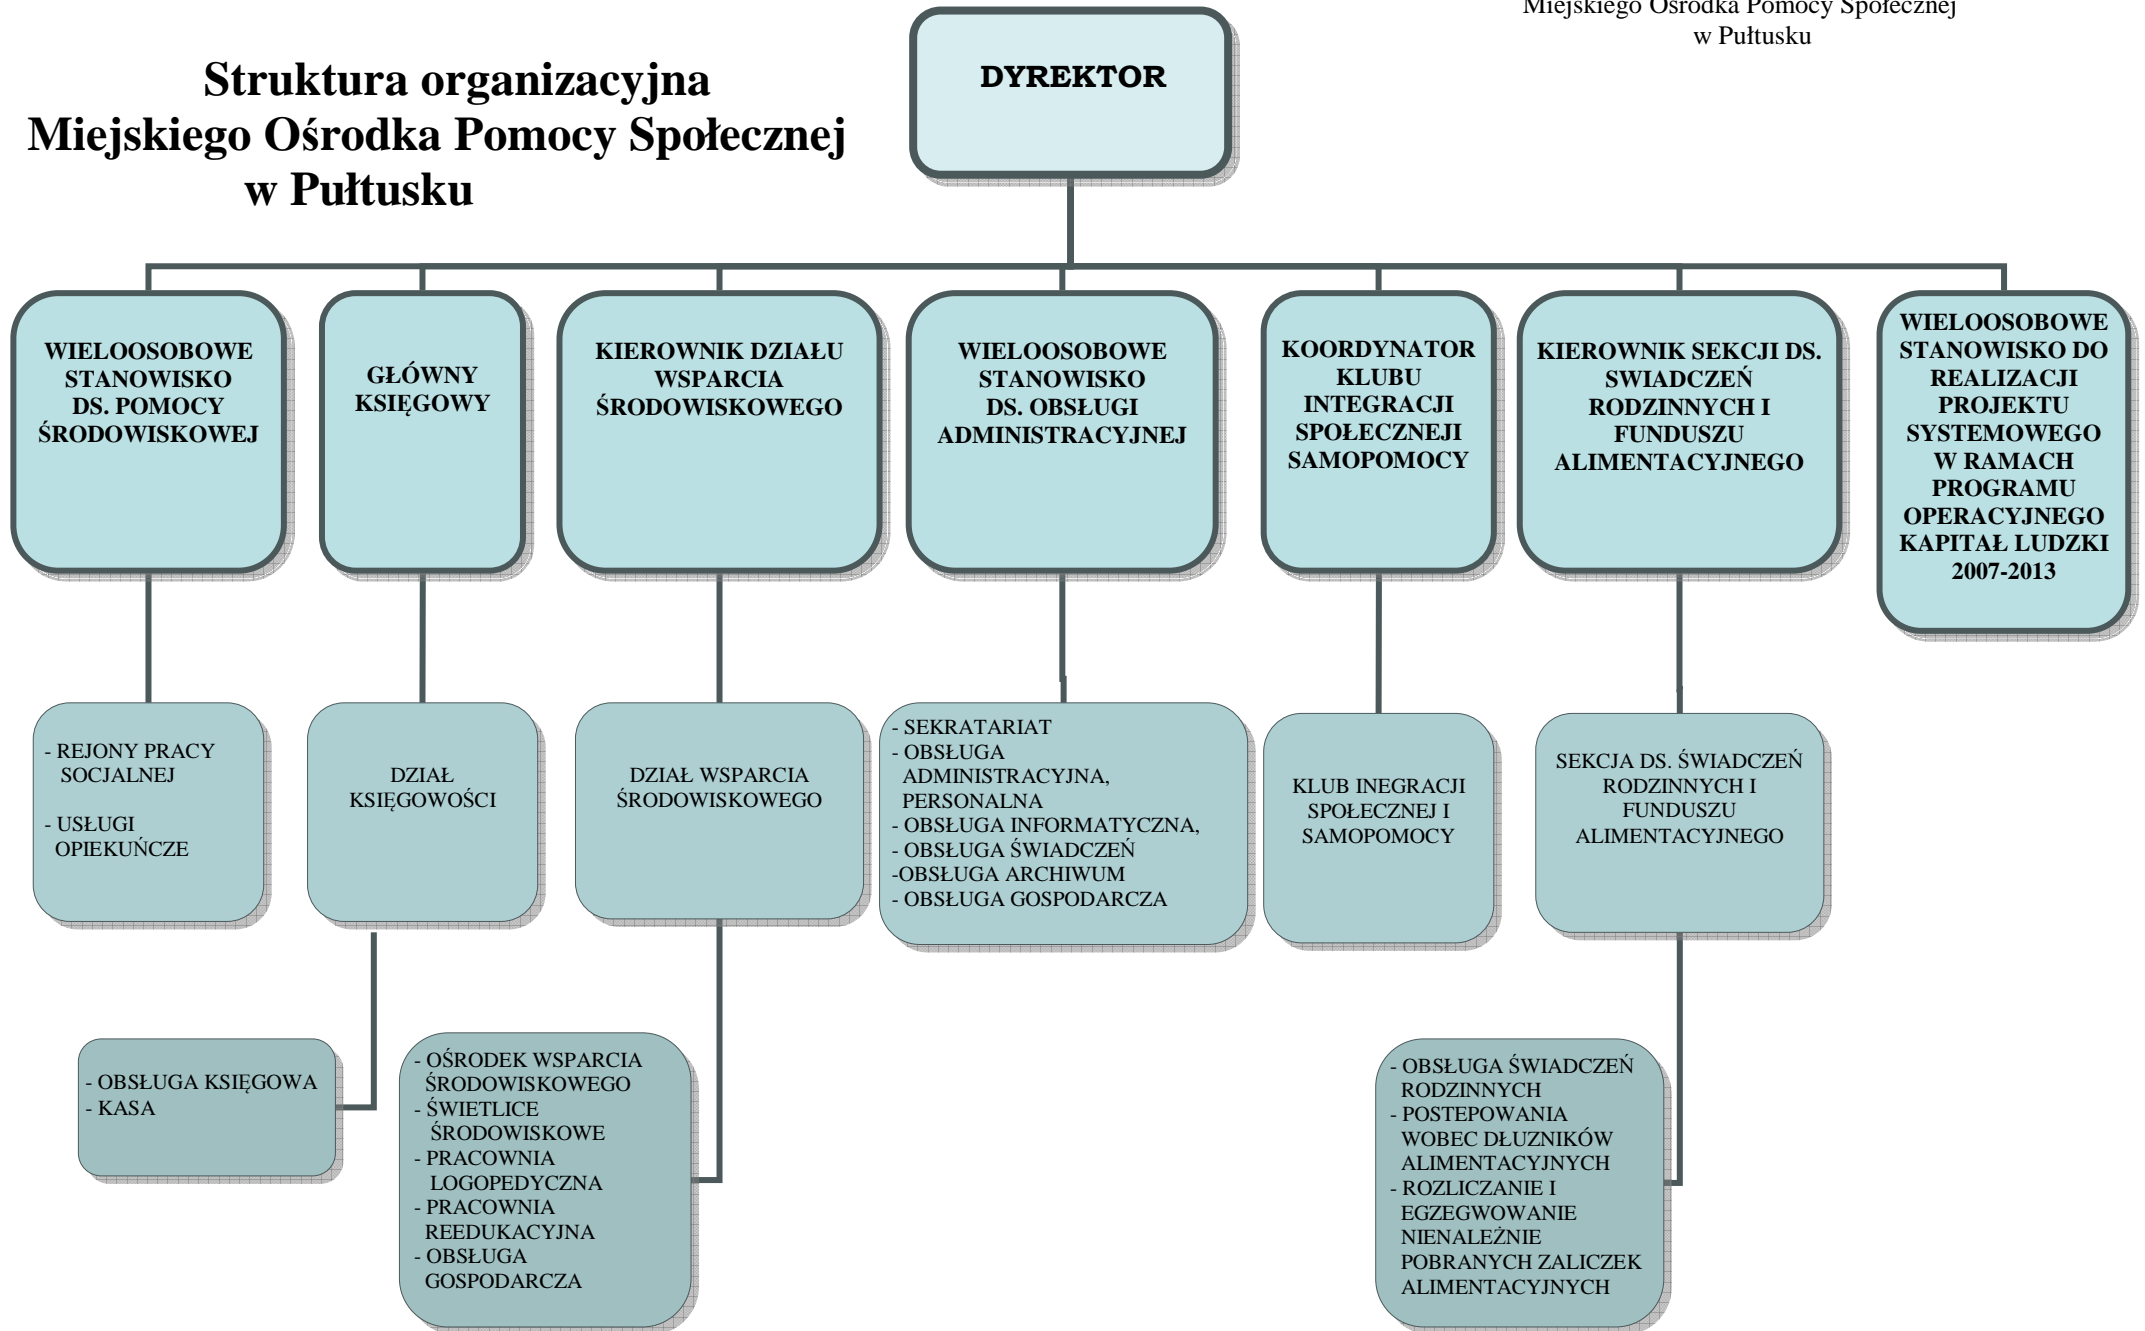 Miejskiego Ośrodka Pomocy Społecznej
w Pułtusku
Struktura organizacyjna
Miejskiego Ośrodka Pomocy Społecznej
w Pułtusku
DYREKTOR
WIELOOSOBOWE
STANOWISKO
DS. POMOCY
ŚRODOWISKOWEJ
GŁÓWNY
KSIĘGOWY
KIEROWNIK DZIAŁU
WSPARCIA
ŚRODOWISKOWEGO
WIELOOSOBOWE
STANOWISKO
DS. OBSŁUGI
ADMINISTRACYJNEJ
KOORDYNATOR
KLUBU
INTEGRACJI
SPOŁECZNEJI
SAMOPOMOCY
KIEROWNIK SEKCJI DS.
SWIADCZEŃ
RODZINNYCH I
FUNDUSZU
ALIMENTACYJNEGO
WIELOOSOBOWE
STANOWISKO DO
REALIZACJI
PROJEKTU
SYSTEMOWEGO
W RAMACH
PROGRAMU
OPERACYJNEGO
KAPITAŁ LUDZKI
2007-2013
- REJONY PRACY
SOCJALNEJ
- USŁUGI
OPIEKUŃCZE
DZIAŁ
KSIĘGOWOŚCI
DZIAŁ WSPARCIA
ŚRODOWISKOWEGO
- SEKRATARIAT
- OBSŁUGA
ADMINISTRACYJNA,
PERSONALNA
- OBSŁUGA INFORMATYCZNA,
- OBSŁUGA ŚWIADCZEŃ
-OBSŁUGA ARCHIWUM
- OBSŁUGA GOSPODARCZA
KLUB INEGRACJI
SPOŁECZNEJ I
SAMOPOMOCY
SEKCJA DS. ŚWIADCZEŃ
RODZINNYCH I
FUNDUSZU
ALIMENTACYJNEGO
- OBSŁUGA KSIĘGOWA
- KASA
- OŚRODEK WSPARCIA
ŚRODOWISKOWEGO
- ŚWIETLICE
ŚRODOWISKOWE
- PRACOWNIA
LOGOPEDYCZNA
- PRACOWNIA
REEDUKACYJNA
- OBSŁUGA
GOSPODARCZA
- OBSŁUGA ŚWIADCZEŃ
RODZINNYCH
- POSTEPOWANIA
WOBEC DŁUZNIKÓW
ALIMENTACYJNYCH
- ROZLICZANIE I
EGZEGWOWANIE
NIENALEŻNIE
POBRANYCH ZALICZEK
ALIMENTACYJNYCH